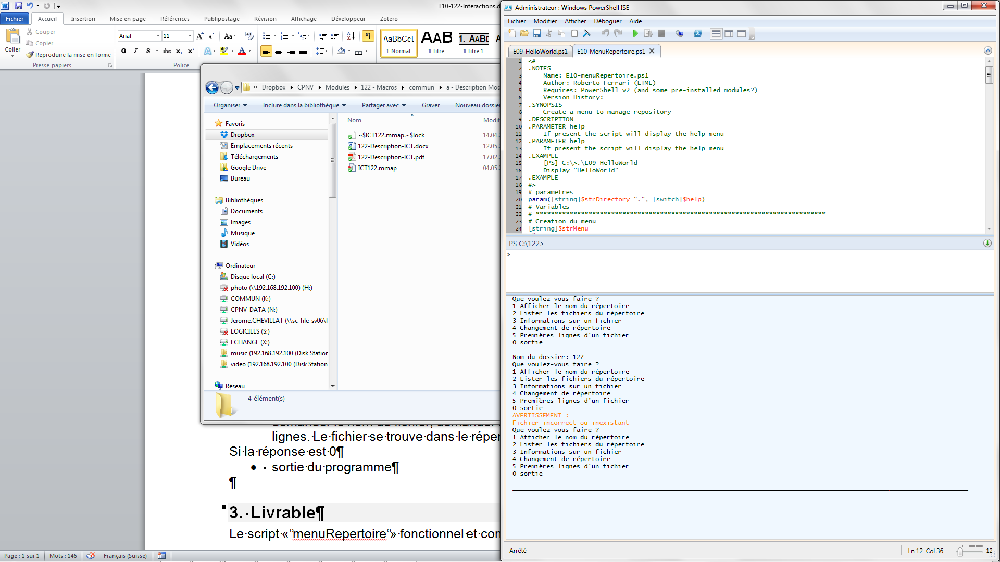 E10-122-Interactions.d
Fichier Accueil Insertion Mise en page Références Publipostage Révision Affichage Développeur Zotero
Coller
Couper
Copier
Reproduire la mise en forme
Presse-papiers
Arial 11
G I S abc x₂ x²
Police
AaBbCcD AAB 1. AABB
¶ Normal ¶ Titre ¶ Titre 1
« Dropbox CPNV Modules 122 - Macros commun a - Description Mod
Organiser Inclure dans la bibliothèque Partager avec Graver Nouveau dossier
Favoris
Dropbox
Emplacements récents
Téléchargements
Google Drive
Bureau
Bibliothèques
Documents
Images
Musique
Vidéos
Ordinateur
Disque local (C:)
photo (\\192.168.192.100) (H:)
COMMUN (K:)
CPNV-DATA (N:)
Jerome.CHEVILLAT (\\sc-file-sv06\P
LOGICIELS (S:)
ECHANGE (X:)
music (192.168.192.100 (Disk Station
video (192.168.192.100 (Disk Station)
Réseau
Nom Modifi
~$ICT122.mmap.~$lock 14.04.2
122-Description-ICT.docx 12.05.2
122-Description-ICT.pdf 17.02.2
ICT122.mmap 04.05.2
4 élément(s)
lignes.·Le·fichier·se·trouve·dans·le·réper
Si·la·réponse·est·0¶
• → sortie·du·programme¶
¶
3.→Livrable¶
Le·script·«°menuRepertoire°»·fonctionnel·et·con
Page : 1 sur 1 Mots : 146 Français (Suisse)
Administrateur : Windows PowerShell ISE
Fichier Modifier Afficher Déboguer Aide
E09-HelloWorld.ps1 E10-MenuRepertoire.ps1
1 <#
2 .NOTES
3 Name: E10-menuRepertoire.ps1
4 Author: Roberto Ferrari (ETML)
5 Requires: PowerShell v2 (and some pre-installed modules?)
6 Version History:
7 .SYNOPSIS
8 Create a menu to manage repository
9 .DESCRIPTION
10 .PARAMETER help
11 If present the script will display the help menu
12 .PARAMETER help
13 If present the script will display the help menu
14 .EXAMPLE
15 [PS] C:\>.\E09-HelloWorld
16 Display "HelloWorld"
17 .EXAMPLE
18 #>
19 # parametres
20 param([string]$strDirectory=".", [switch]$help)
21 # Variables
22 # *****************************************************************************
23 # Creation du menu
24 [string]$strMenu=
PS C:\122>
>
Que voulez-vous faire ?
1 Afficher le nom du répertoire
2 Lister les fichiers du répertoire
3 Informations sur un fichier
4 Changement de répertoire
5 Premières lignes d'un fichier
0 sortie
Nom du dossier: 122
Que voulez-vous faire ?
1 Afficher le nom du répertoire
2 Lister les fichiers du répertoire
3 Informations sur un fichier
4 Changement de répertoire
5 Premières lignes d'un fichier
0 sortie
AVERTISSEMENT :
Fichier incorrect ou inexistant
Que voulez-vous faire ?
1 Afficher le nom du répertoire
2 Lister les fichiers du répertoire
3 Informations sur un fichier
4 Changement de répertoire
5 Premières lignes d'un fichier
0 sortie
Arrêté Ln 12 Col 36 12